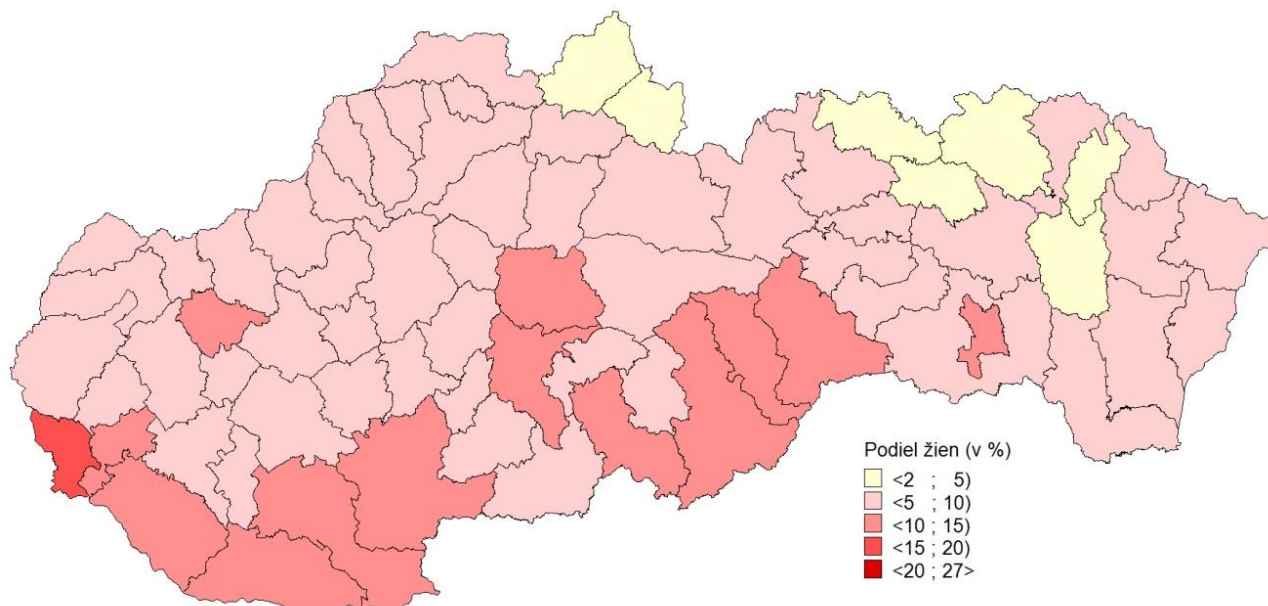 Podiel žien (v %)
<2 ; 5)
<5 ; 10)
<10 ; 15)
<15 ; 20)
<20 ; 27>